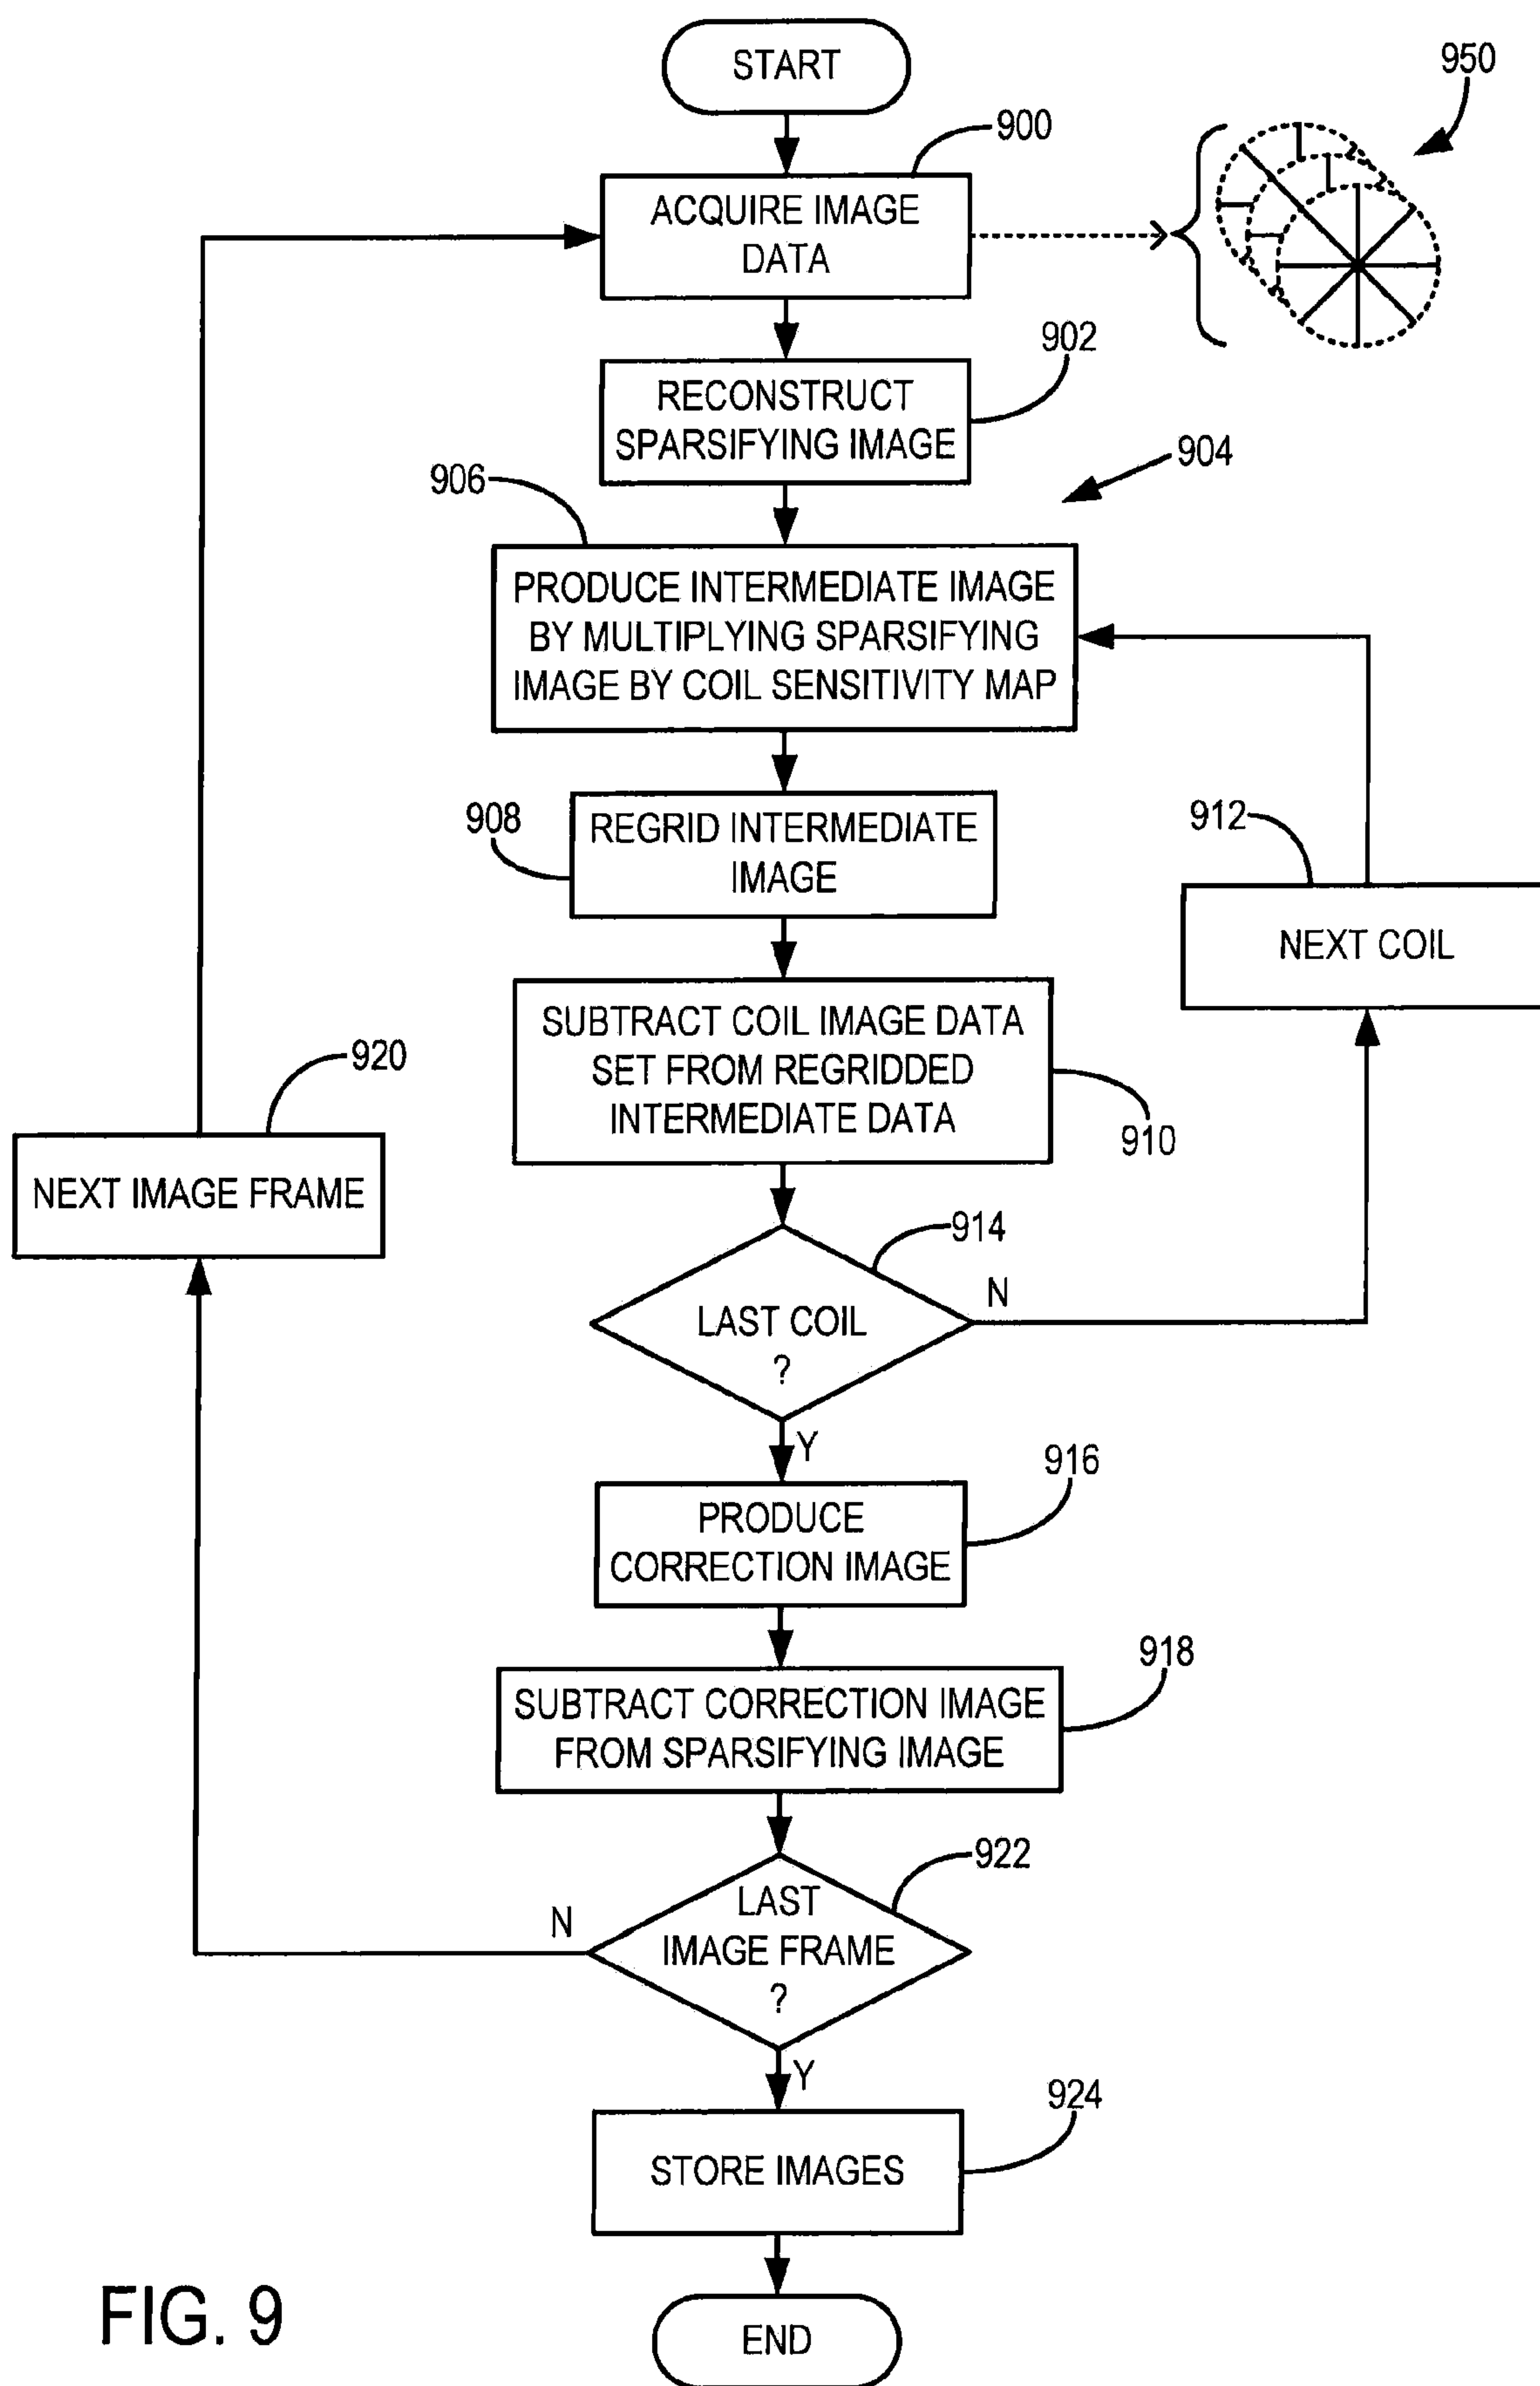 START
950
900
ACQUIRE IMAGE
DATA
902
RECONSTRUCT
SPARSIFYING IMAGE
904
906
PRODUCE INTERMEDIATE IMAGE
BY MULTIPLYING SPARSIFYING
IMAGE BY COIL SENSITIVITY MAP
908
REGRID INTERMEDIATE
IMAGE
912
NEXT COIL
SUBTRACT COIL IMAGE DATA
SET FROM REGRIDDED
INTERMEDIATE DATA
910
920
NEXT IMAGE FRAME
914
LAST COIL
?
N
Y
916
PRODUCE
CORRECTION IMAGE
918
SUBTRACT CORRECTION IMAGE
FROM SPARSIFYING IMAGE
922
LAST
IMAGE FRAME
?
N
Y
924
STORE IMAGES
END
FIG. 9